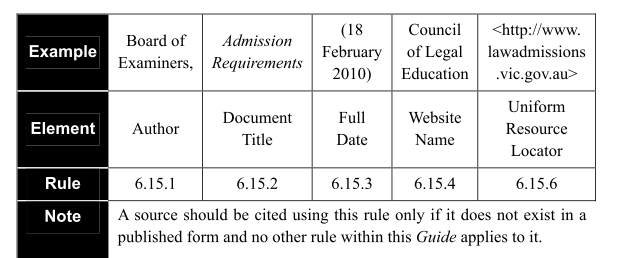 Example
Board of
Examiners,
Admission
Requirements
(18
February
2010)
Council
of Legal
Education
<http://www.
lawadmissions
.vic.gov.au>
Element
Author
Document
Title
Full
Date
Website
Name
Uniform
Resource
Locator
Rule
6.15.1
6.15.2
6.15.3
6.15.4
6.15.6
Note
A source should be cited using this rule only if it does not exist in a
published form and no other rule within this Guide applies to it.